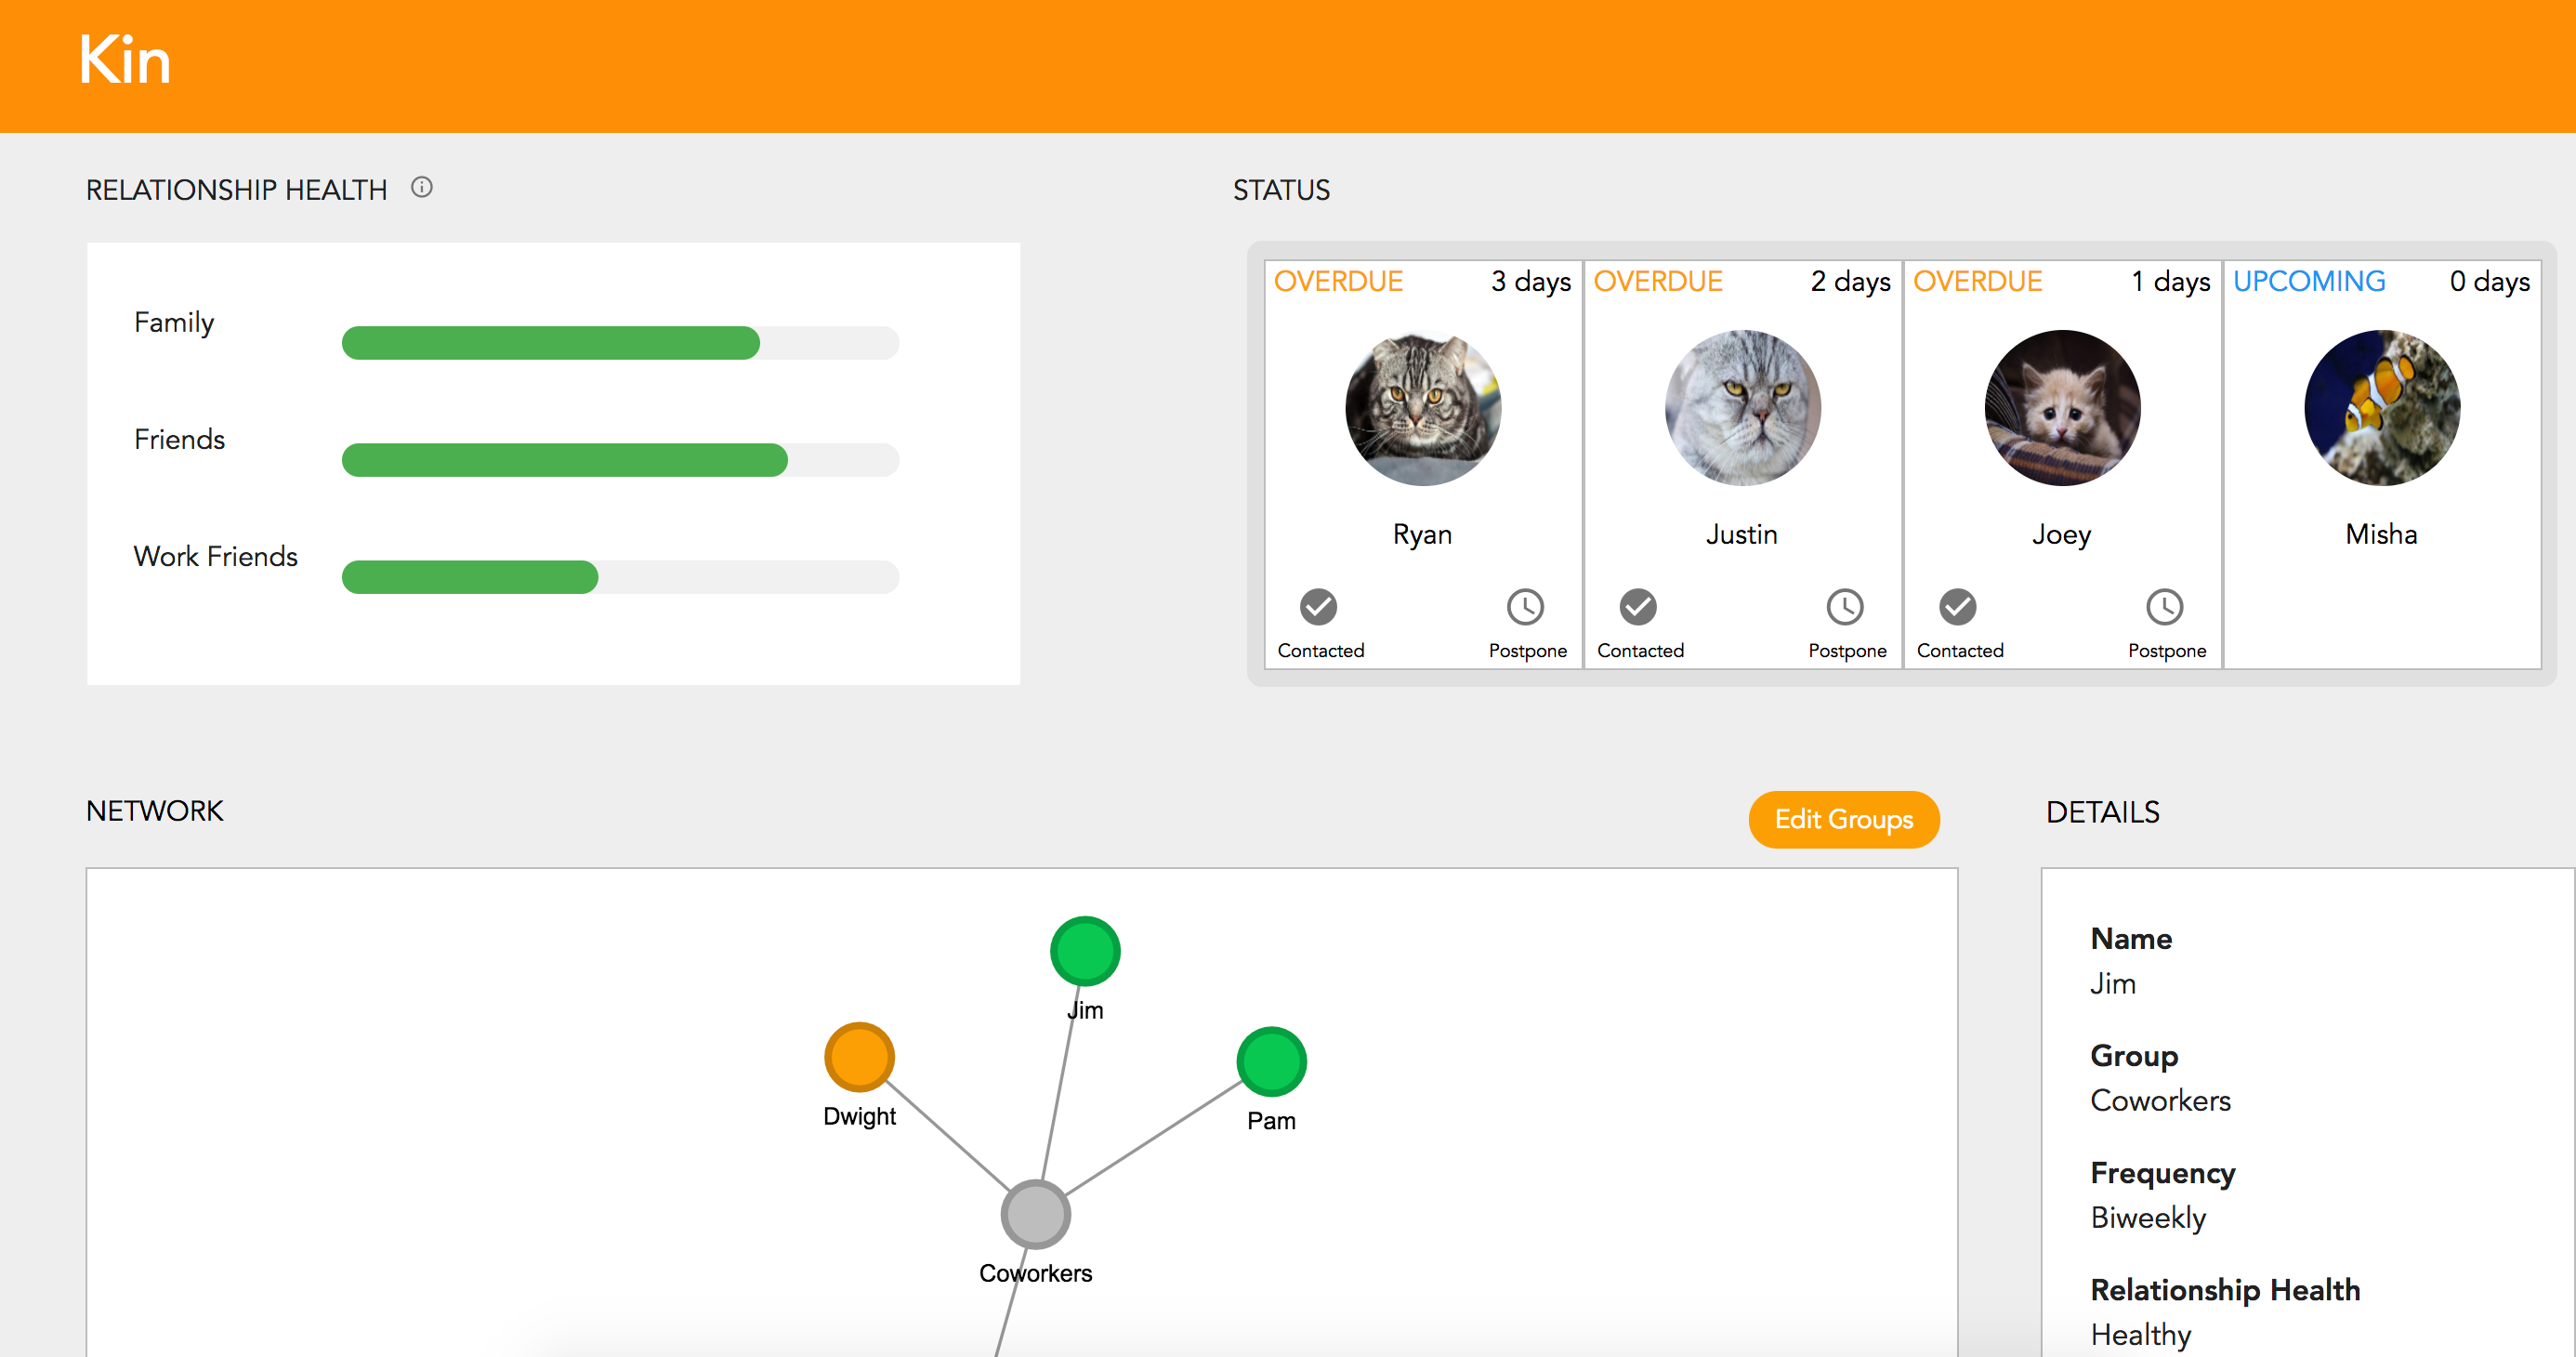 Kin
RELATIONSHIP HEALTH
Family
Friends
Work Friends
STATUS
OVERDUE 3 days
Ryan
Contacted Postpone
OVERDUE 2 days
Justin
Contacted Postpone
OVERDUE 1 days
Joey
Contacted Postpone
UPCOMING 0 days
Misha
NETWORK
Edit Groups
Jim
Dwight
Pam
Coworkers
DETAILS
Name
Jim
Group
Coworkers
Frequency
Biweekly
Relationship Health
Healthy